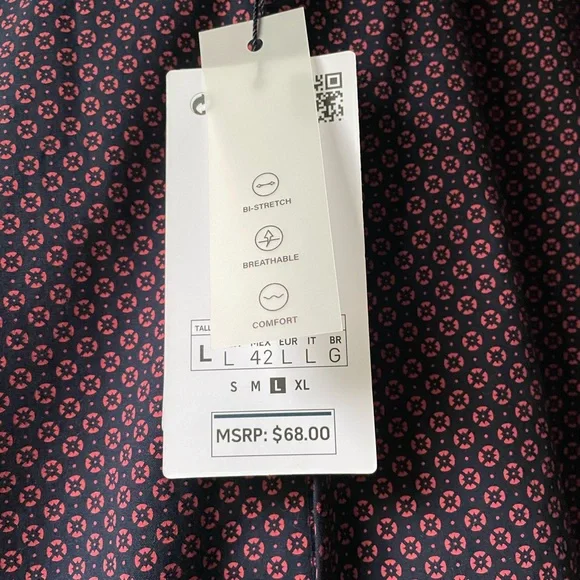 BI-STRETCH
BREATHABLE
COMFORT
TALL
MEX EUR IT BR
L L 42 L L G
S M L XL
MSRP: $68.00